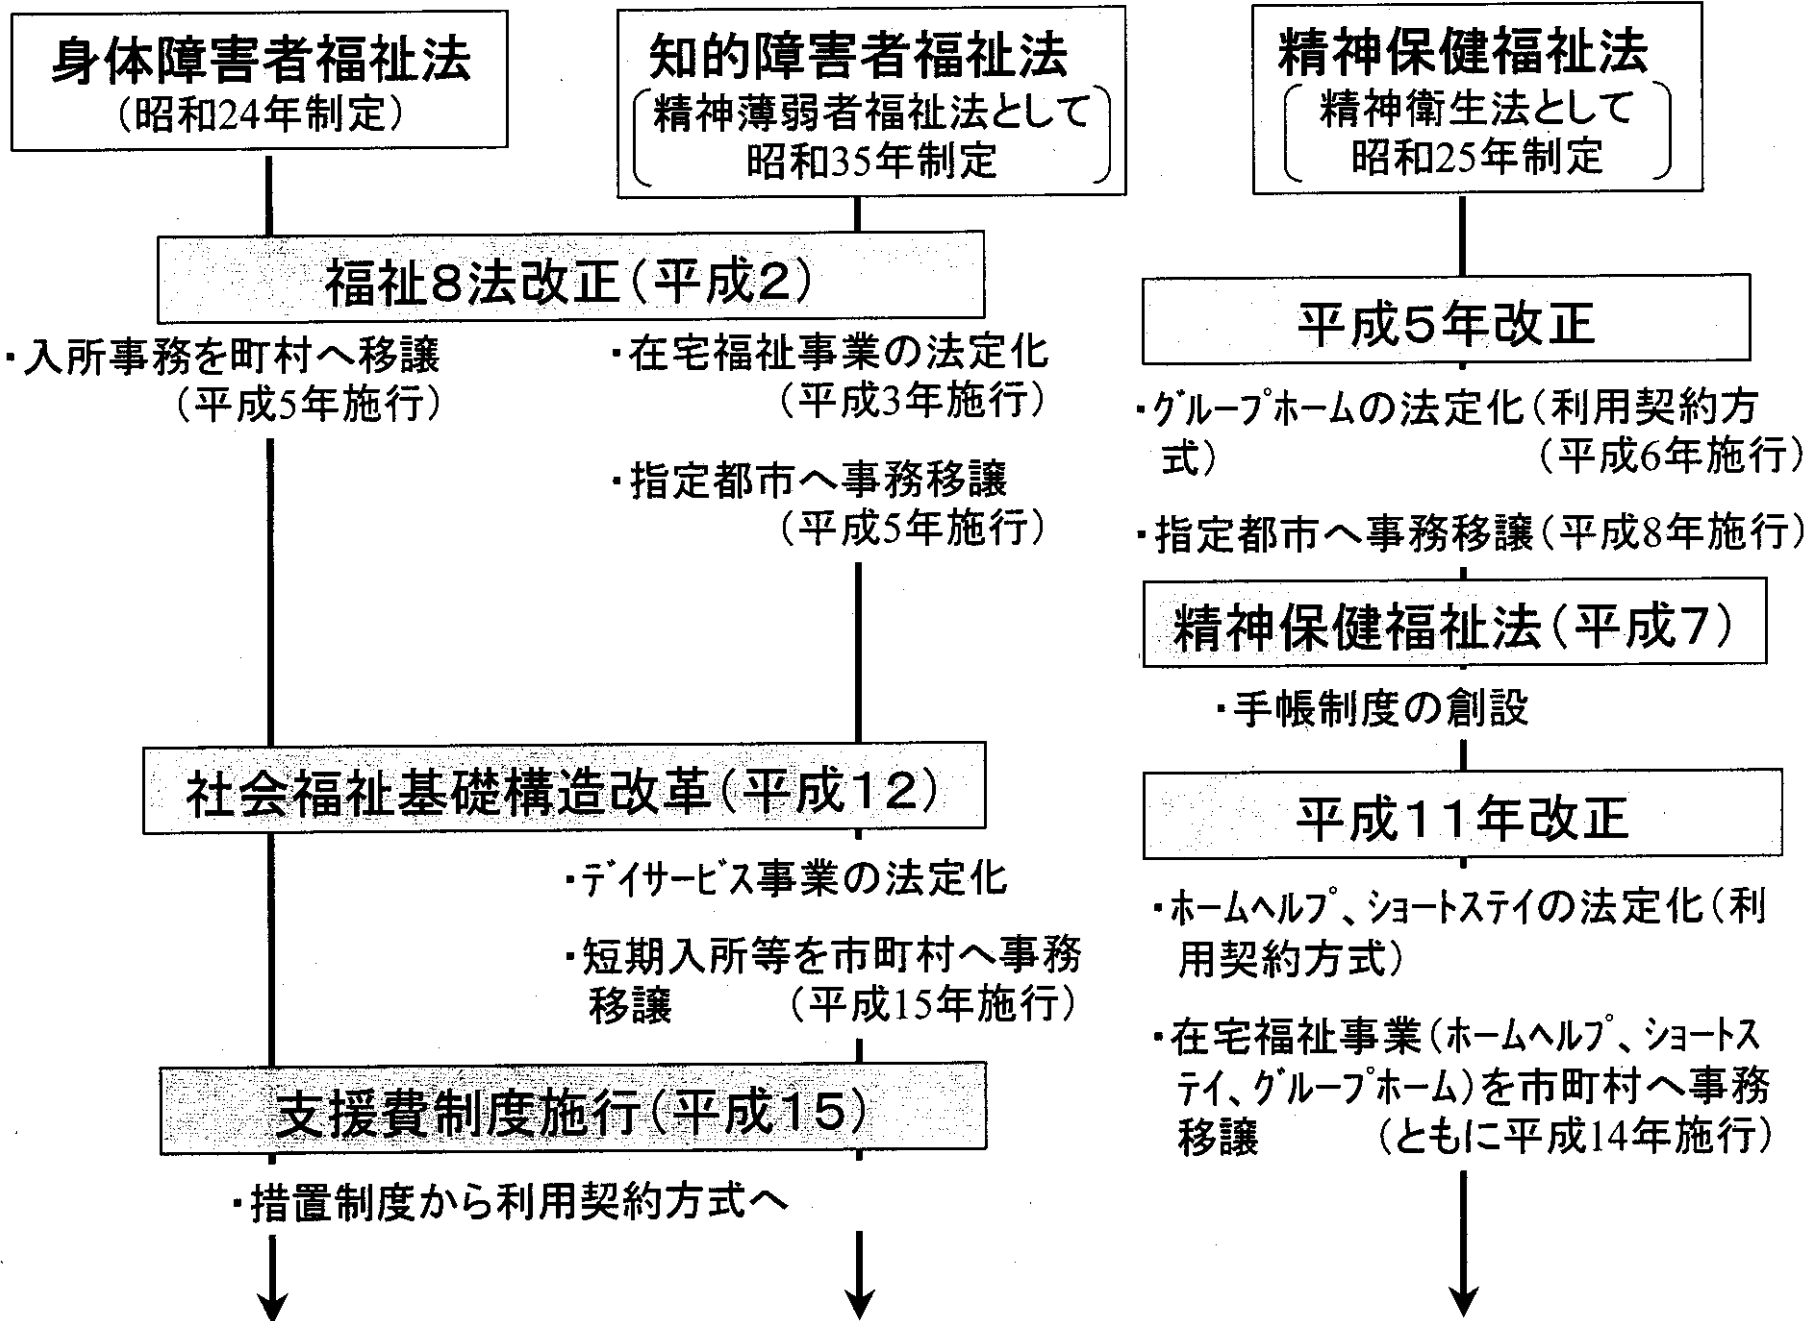 身体障害者福祉法
(昭和24年制定)
知的障害者福祉法
精神薄弱者福祉法として
昭和35年制定
精神保健福祉法
精神衛生法として
昭和25年制定
福祉8法改正(平成2)
・入所事務を町村へ移譲
(平成5年施行)
・在宅福祉事業の法定化
(平成3年施行)
・指定都市へ事務移譲
(平成5年施行)
平成5年改正
・グループホームの法定化(利用契約方
式) (平成6年施行)
・指定都市へ事務移譲(平成8年施行)
精神保健福祉法(平成7)
・手帳制度の創設
社会福祉基礎構造改革(平成12)
・デイサービス事業の法定化
・短期入所等を市町村へ事務
移譲 (平成15年施行)
平成11年改正
・ホームヘルプ、ショートステイの法定化(利
用契約方式)
・在宅福祉事業(ホームヘルプ、ショートス
テイ、グループホーム)を市町村へ事務
移譲 (ともに平成14年施行)
支援費制度施行(平成15)
・措置制度から利用契約方式へ